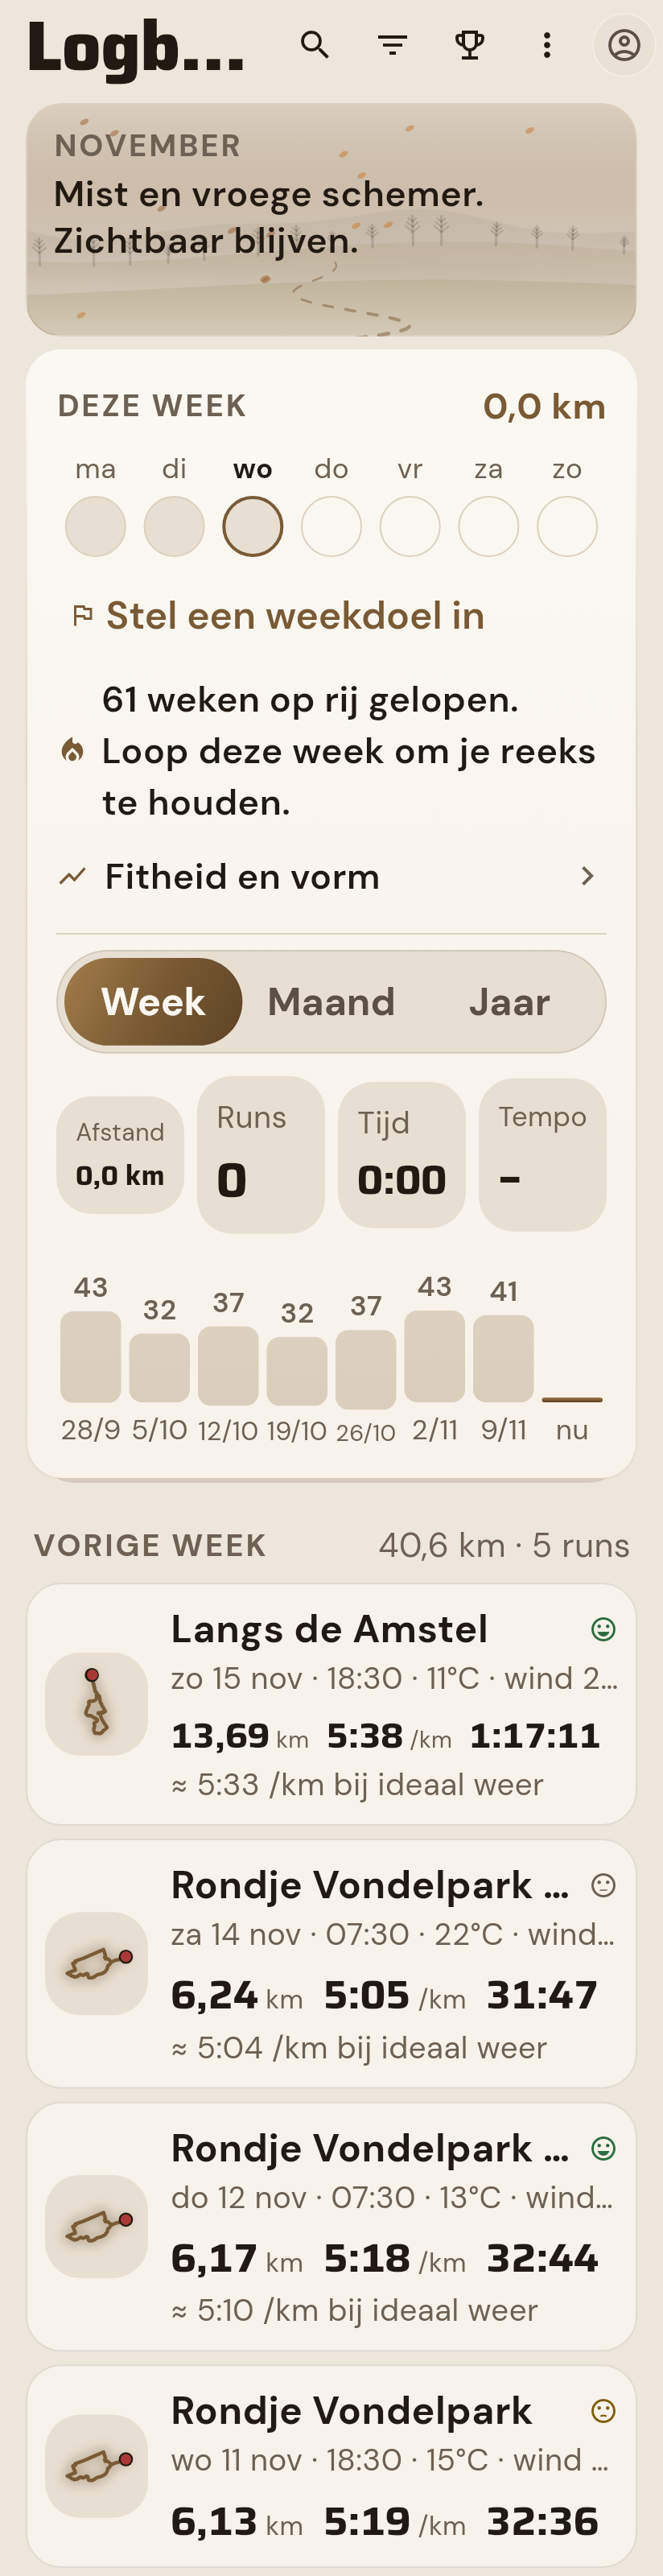 Logb...
NOVEMBER
Mist en vroege schemer.
Zichtbaar blijven.
DEZE WEEK 0,0 km
ma di wo do vr za zo
Stel een weekdoel in
61 weken op rij gelopen.
Loop deze week om je reeks
te houden.
Fitheid en vorm
Week Maand Jaar
Afstand Runs Tijd Tempo
0,0 km 0 0:00 –
43 32 37 32 37 43 41
28/9 5/10 12/10 19/10 26/10 2/11 9/11 nu
VORIGE WEEK 40,6 km · 5 runs
Langs de Amstel
zo 15 nov · 18:30 · 11°C · wind 2...
13,69 km 5:38 /km 1:17:11
≈ 5:33 /km bij ideaal weer
Rondje Vondelpark ...
za 14 nov · 07:30 · 22°C · wind...
6,24 km 5:05 /km 31:47
≈ 5:04 /km bij ideaal weer
Rondje Vondelpark ...
do 12 nov · 07:30 · 13°C · wind...
6,17 km 5:18 /km 32:44
≈ 5:10 /km bij ideaal weer
Rondje Vondelpark
wo 11 nov · 18:30 · 15°C · wind ...
6,13 km 5:19 /km 32:36